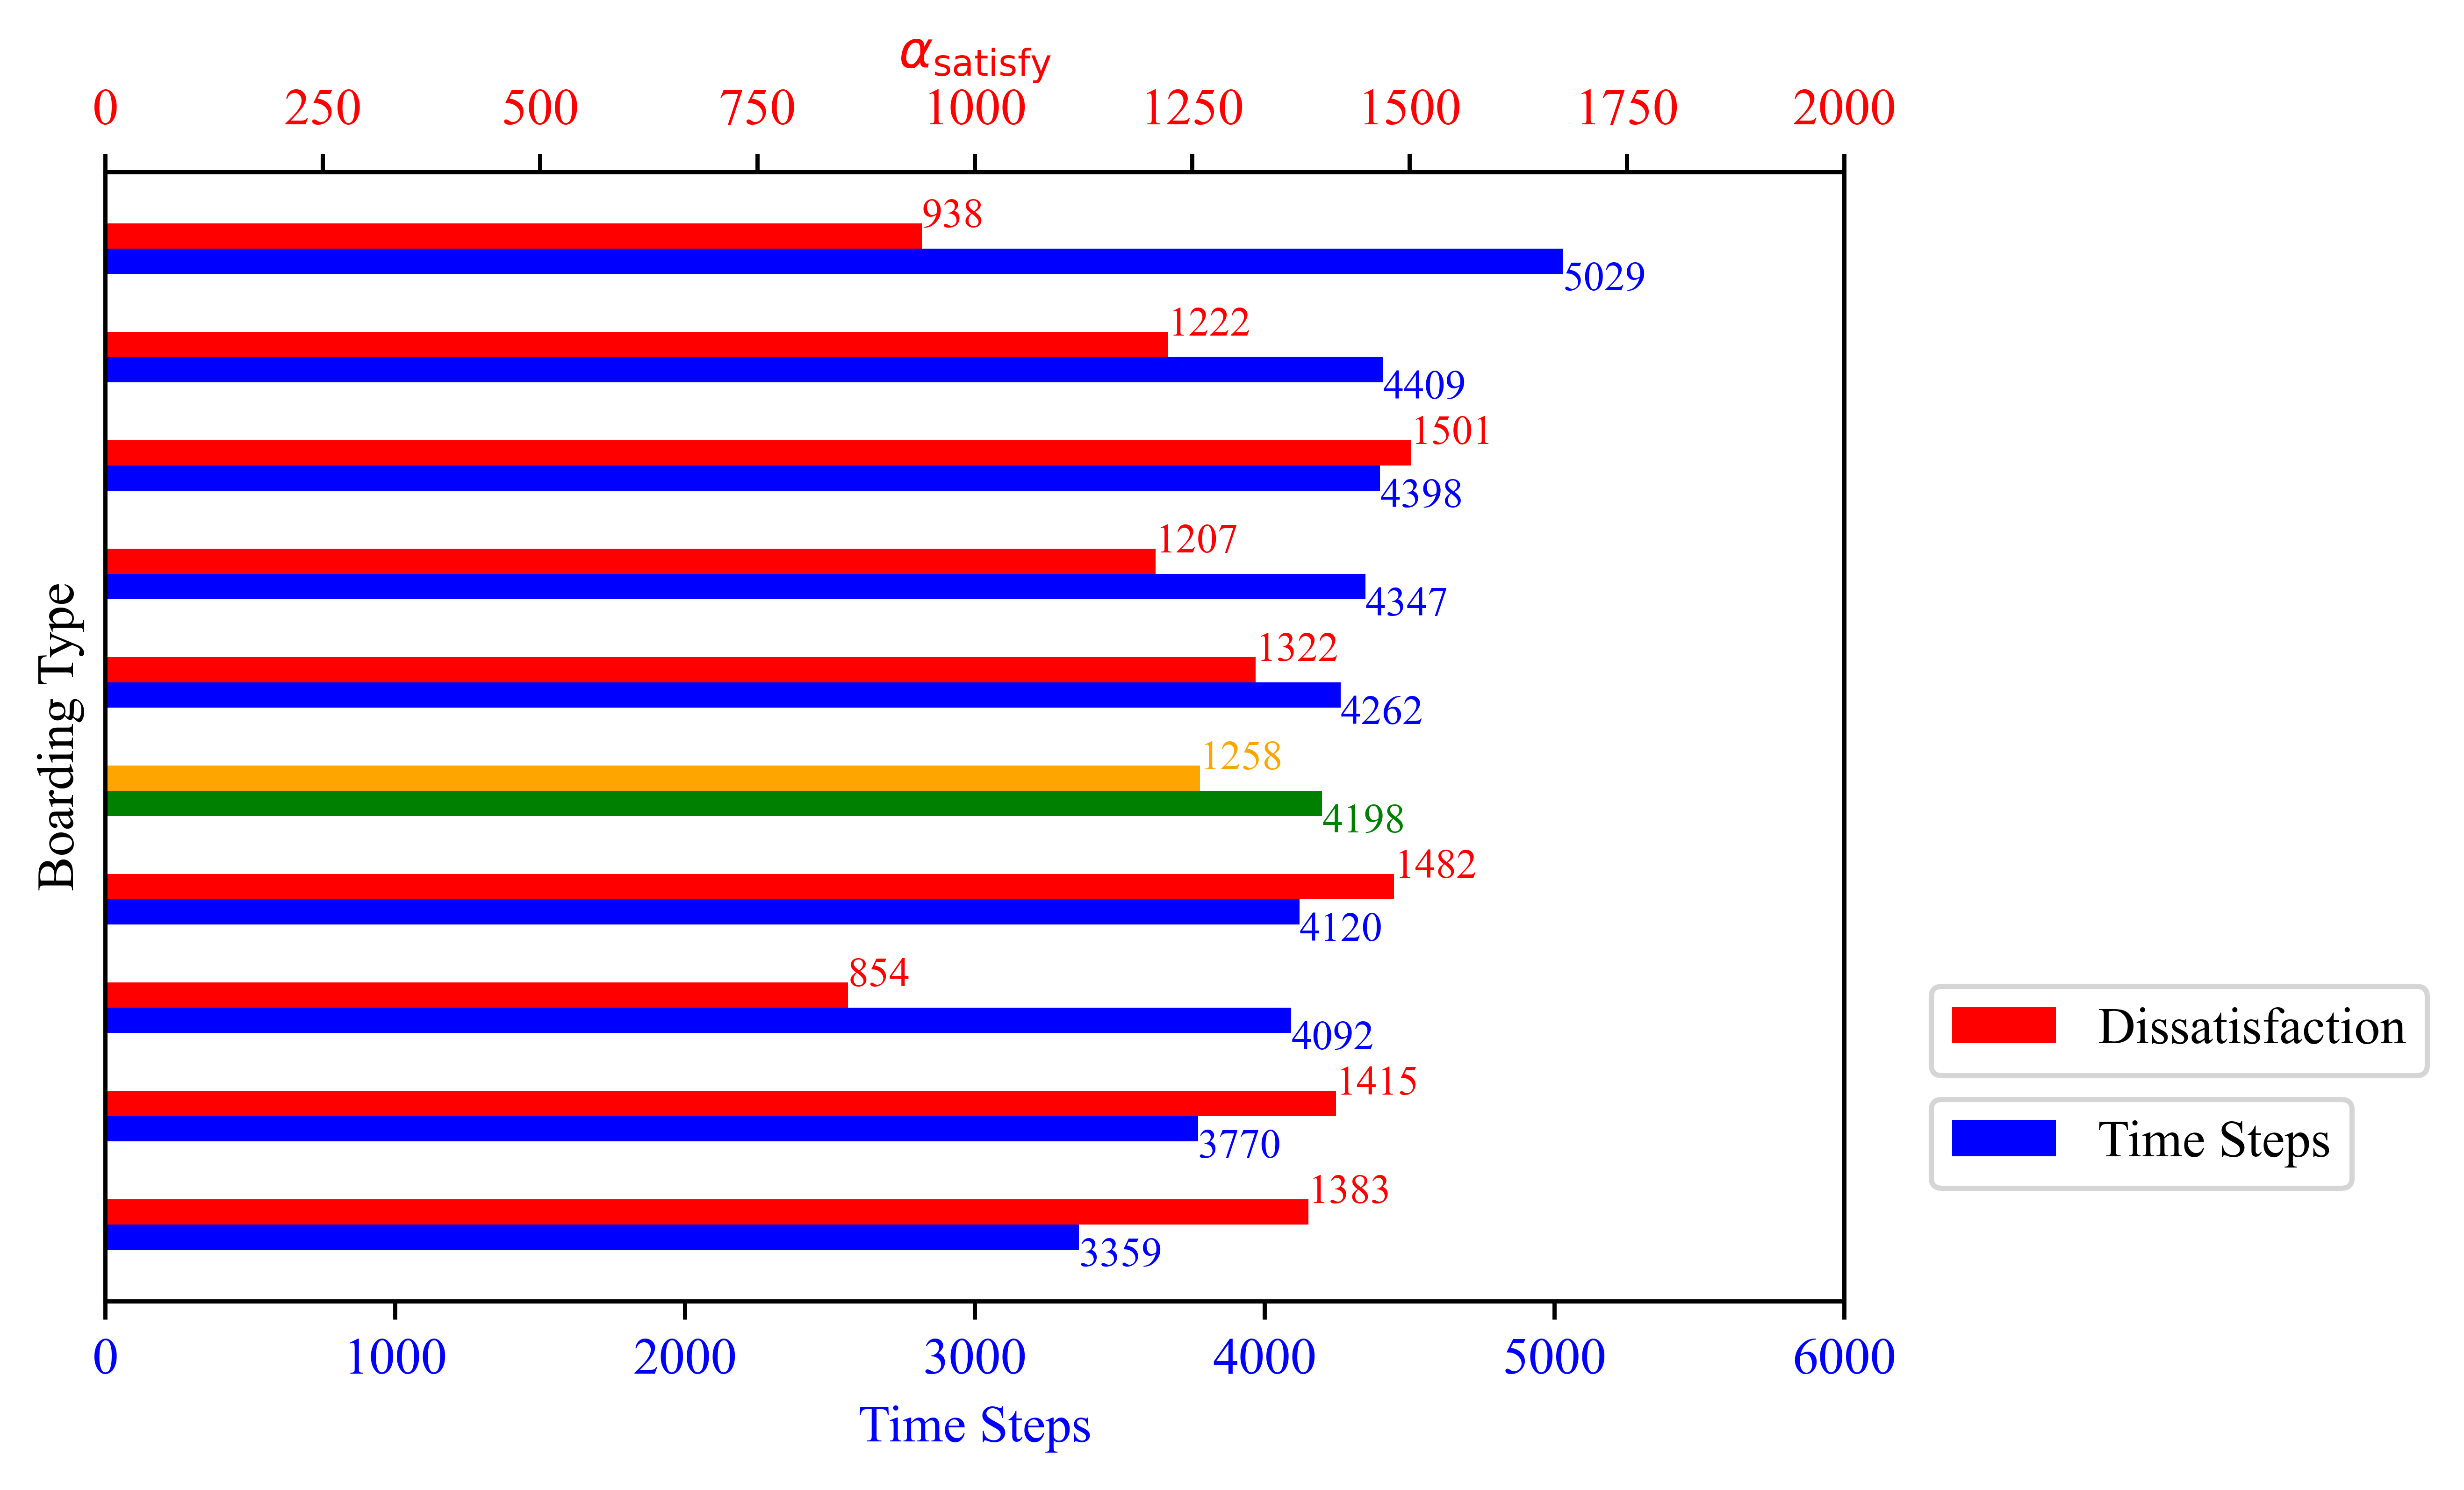 α satisfy
0 250 500 750 1000 1250 1500 1750 2000
938
5029
1222
4409
1501
4398
1207
4347
1322
4262
1258
4198
1482
4120
854
4092
1415
3770
1383
3359
Boarding Type
0 1000 2000 3000 4000 5000 6000
Time Steps
Dissatisfaction
Time Steps